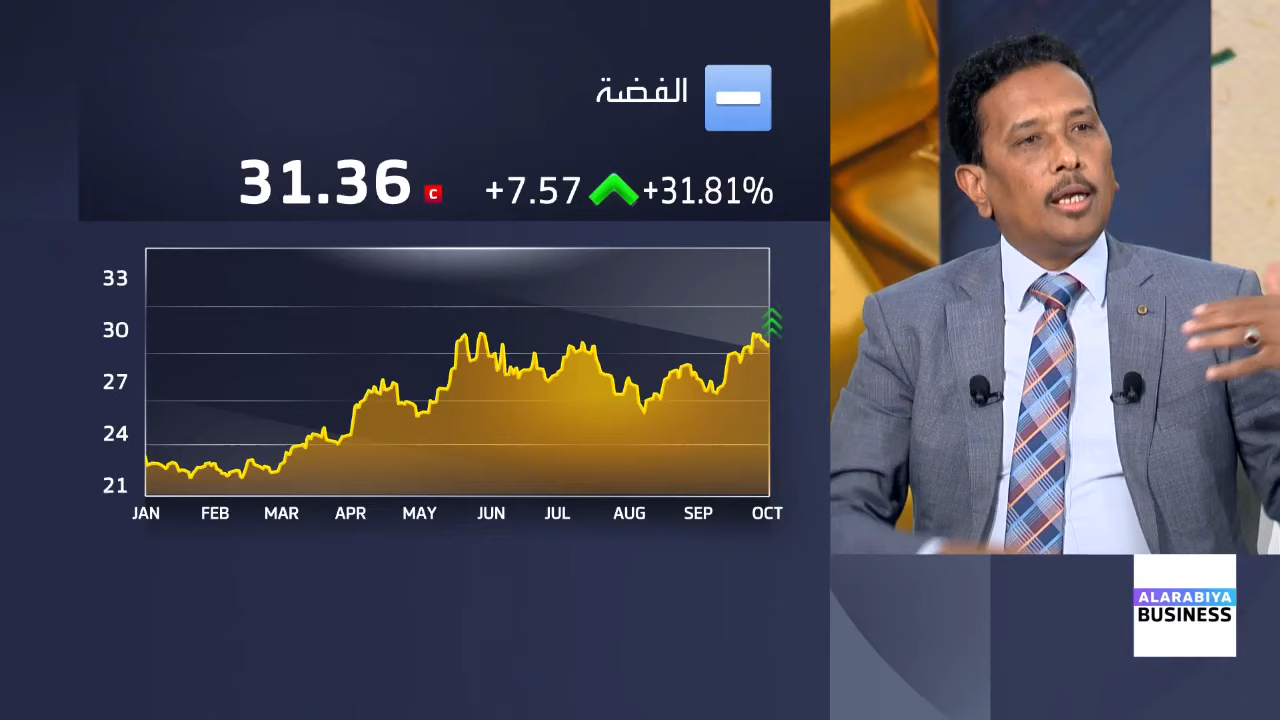 الفضة
31.36 C +7.57 +31.81%
33
30
27
24
21
JAN FEB MAR APR MAY JUN JUL AUG SEP OCT
ALARABIYA
BUSINESS